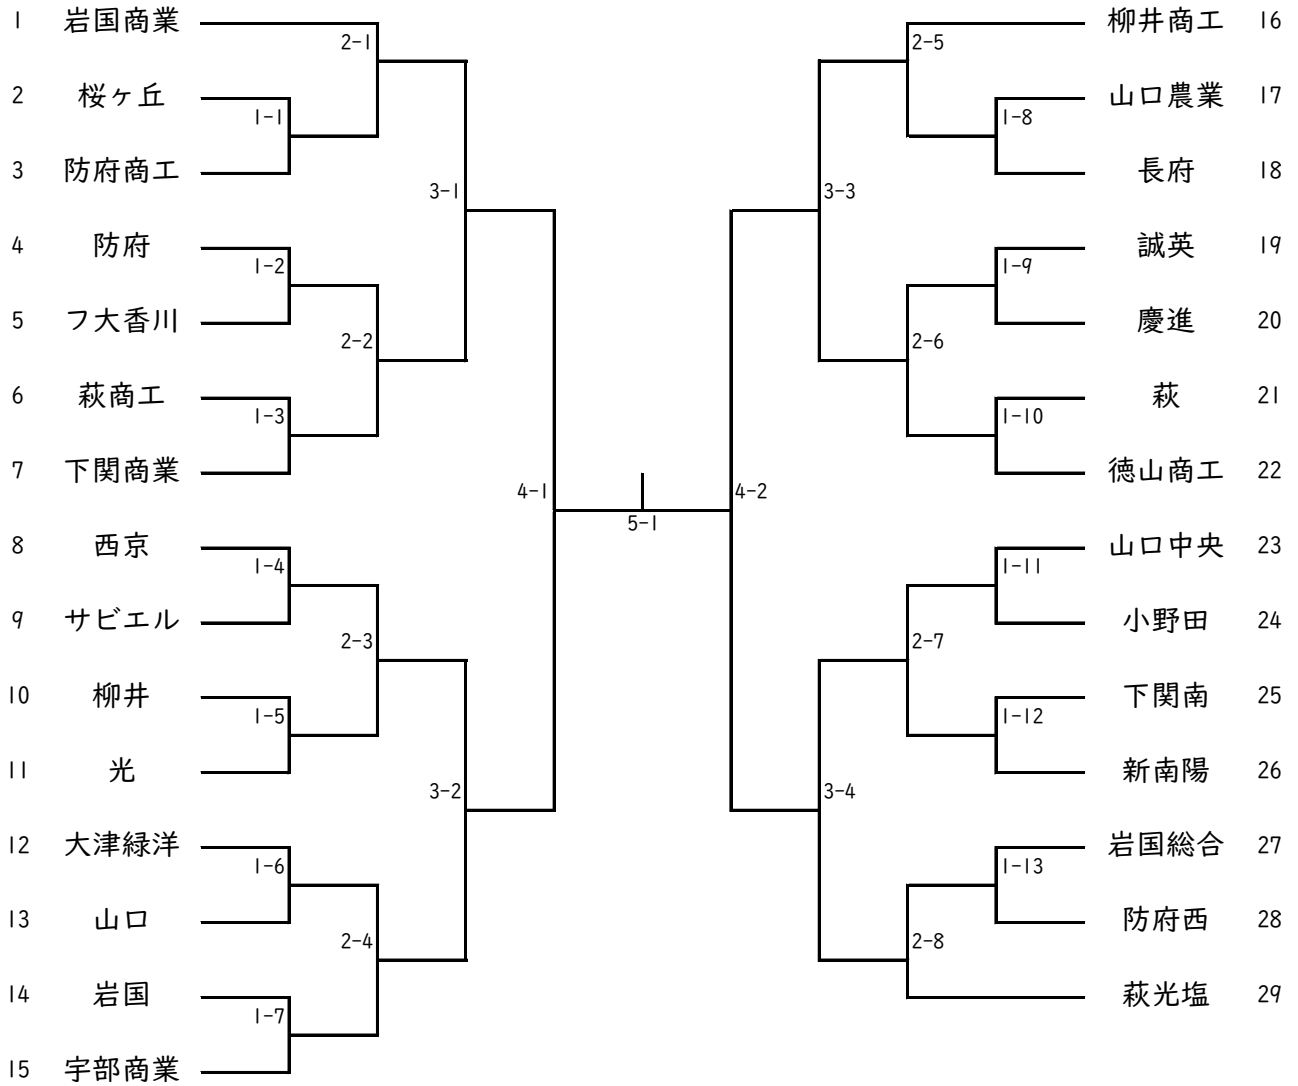 1 岩国商業
2 桜ヶ丘
3 防府商工
4 防府
5 フ大香川
6 萩商工
7 下関商業
8 西京
9 サビエル
10 柳井
11 光
12 大津緑洋
13 山口
14 岩国
15 宇部商業
1-1
1-2
1-3
1-4
1-5
1-6
1-7
2-1
2-2
2-3
2-4
3-1
3-2
4-1
5-1
4-2
3-3
3-4
2-5
2-6
2-7
2-8
1-8
1-9
1-10
1-11
1-12
1-13
柳井商工 16
山口農業 17
長府 18
誠英 19
慶進 20
萩 21
徳山商工 22
山口中央 23
小野田 24
下関南 25
新南陽 26
岩国総合 27
防府西 28
萩光塩 29